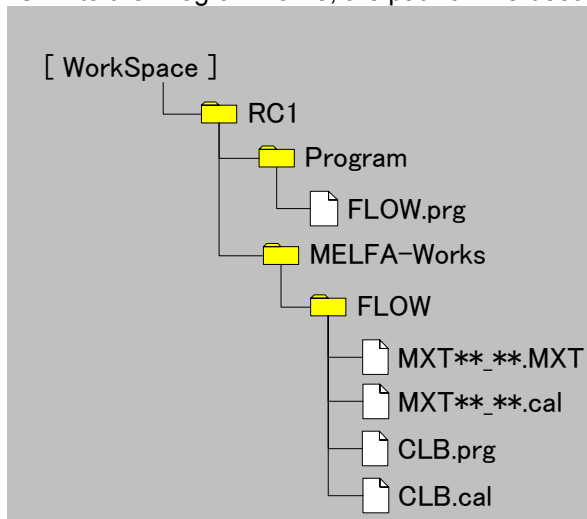 [ WorkSpace ]
RC1
Program
FLOW.prg
MELFA-Works
FLOW
MXT**_**.MXT
MXT**_**.cal
CLB.prg
CLB.cal